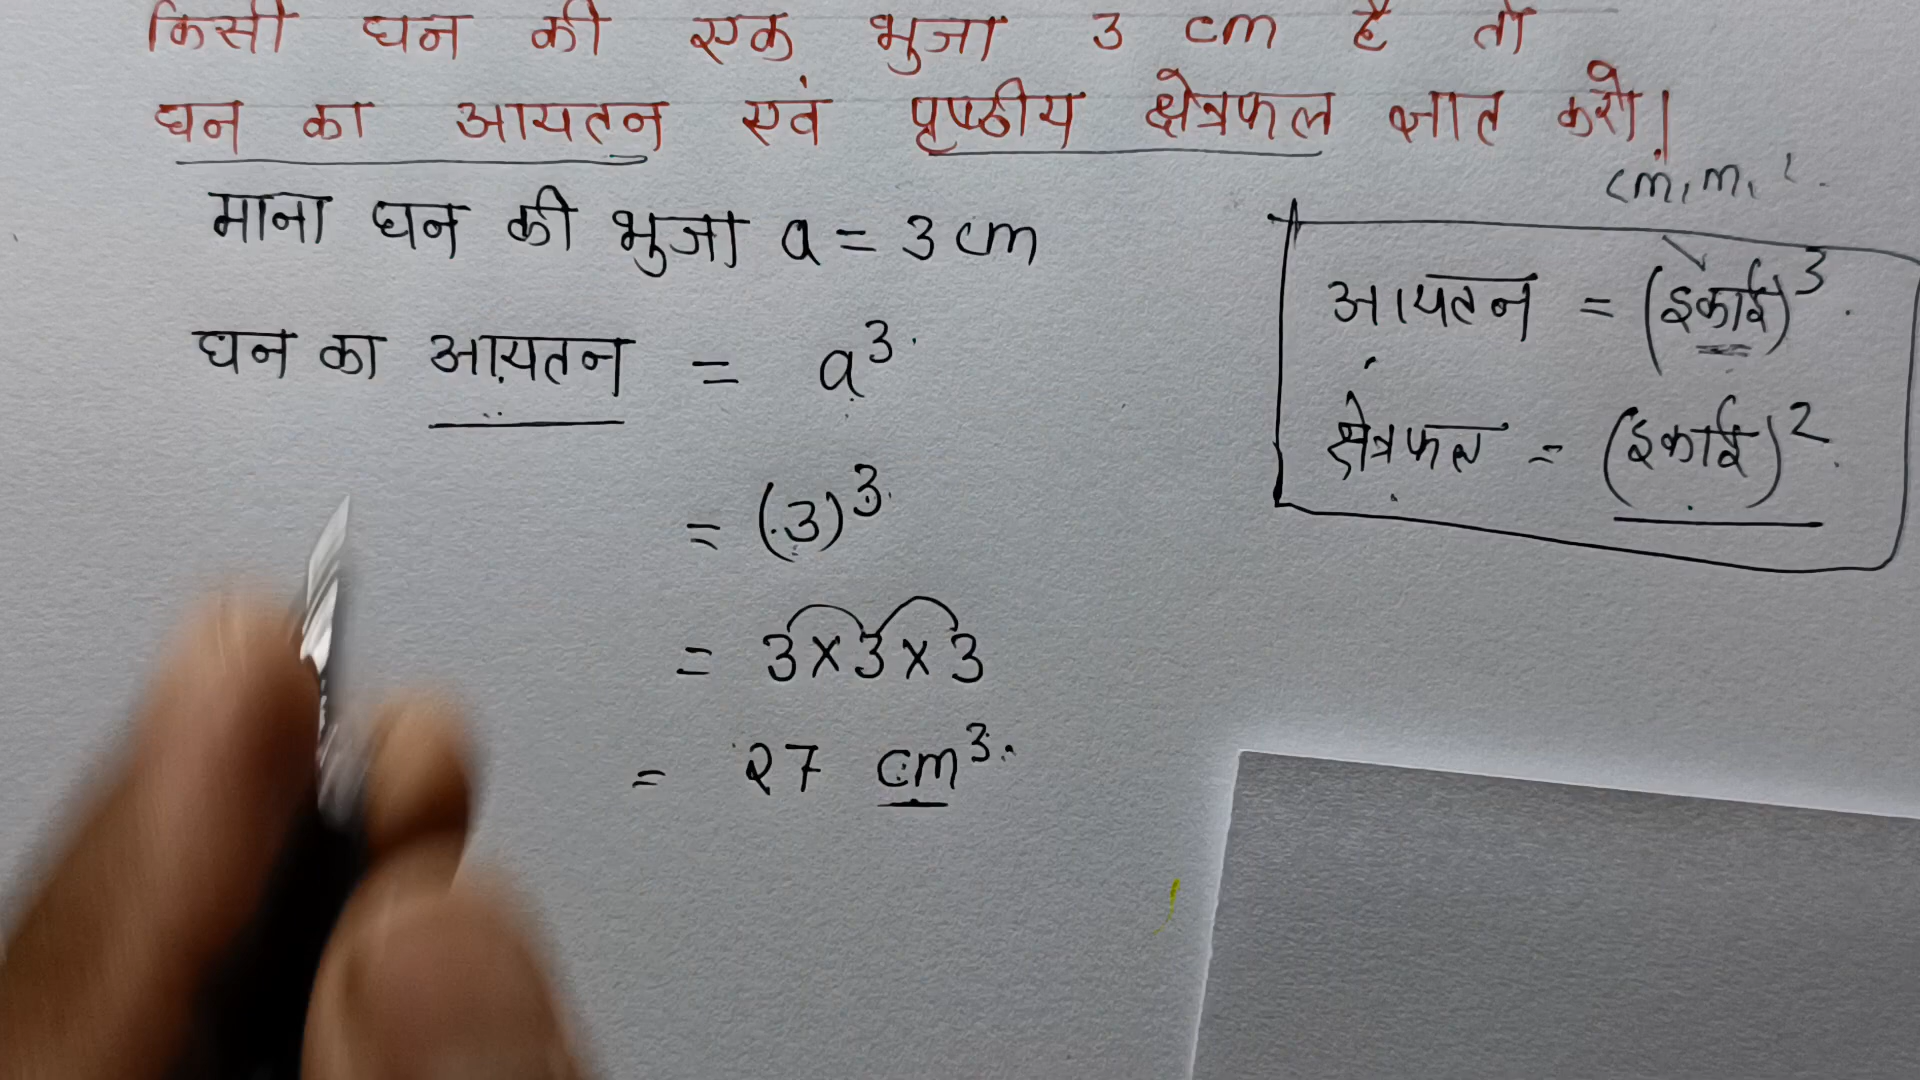 किसी घन की एक भुजा 3 cm है तो
घन का आयतन एवं पृष्ठीय क्षेत्रफल ज्ञात करो।
माना घन की भुजा a = 3 cm
घन का आयतन = a³
= (3)³
= 3×3×3
= 27 cm³
cm, m,
आयतन = (इकाई)³
क्षेत्रफल = (इकाई)²